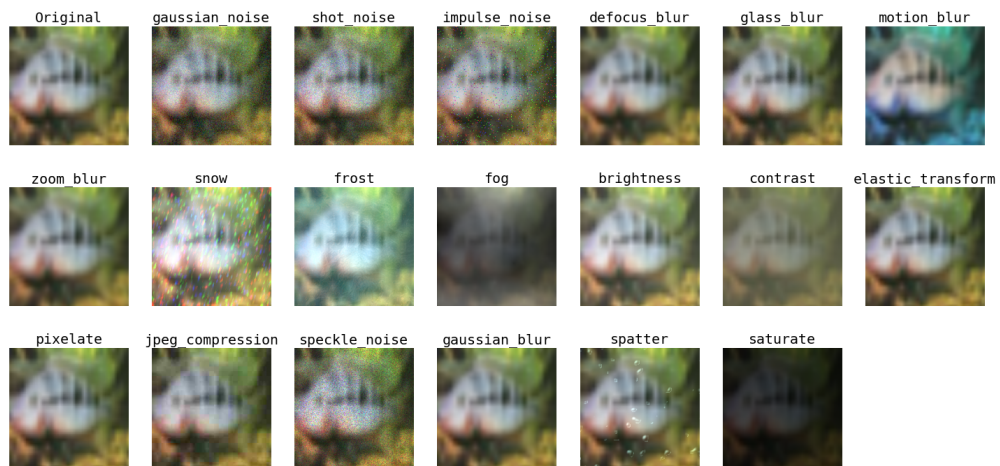 Original gaussian_noise shot_noise impulse_noise defocus_blur glass_blur motion_blur
zoom_blur snow frost fog brightness contrast elastic_transform
pixelate jpeg_compression speckle_noise gaussian_blur spatter saturate